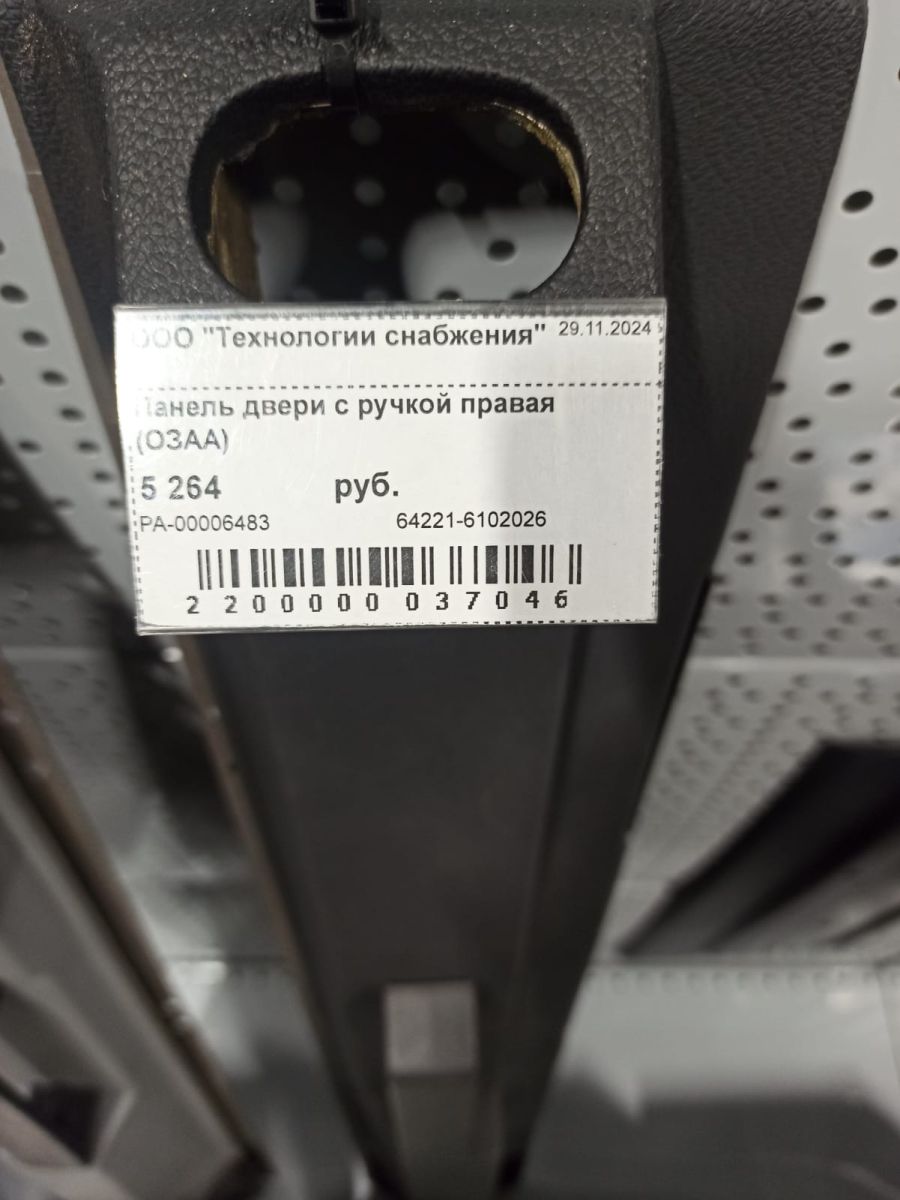 ООО "Технологии снабжения" 29.11.2024
Панель двери с ручкой правая
(ОЗАА)
5 264 руб.
РА-00006483 64221-6102026
2 200000 037046